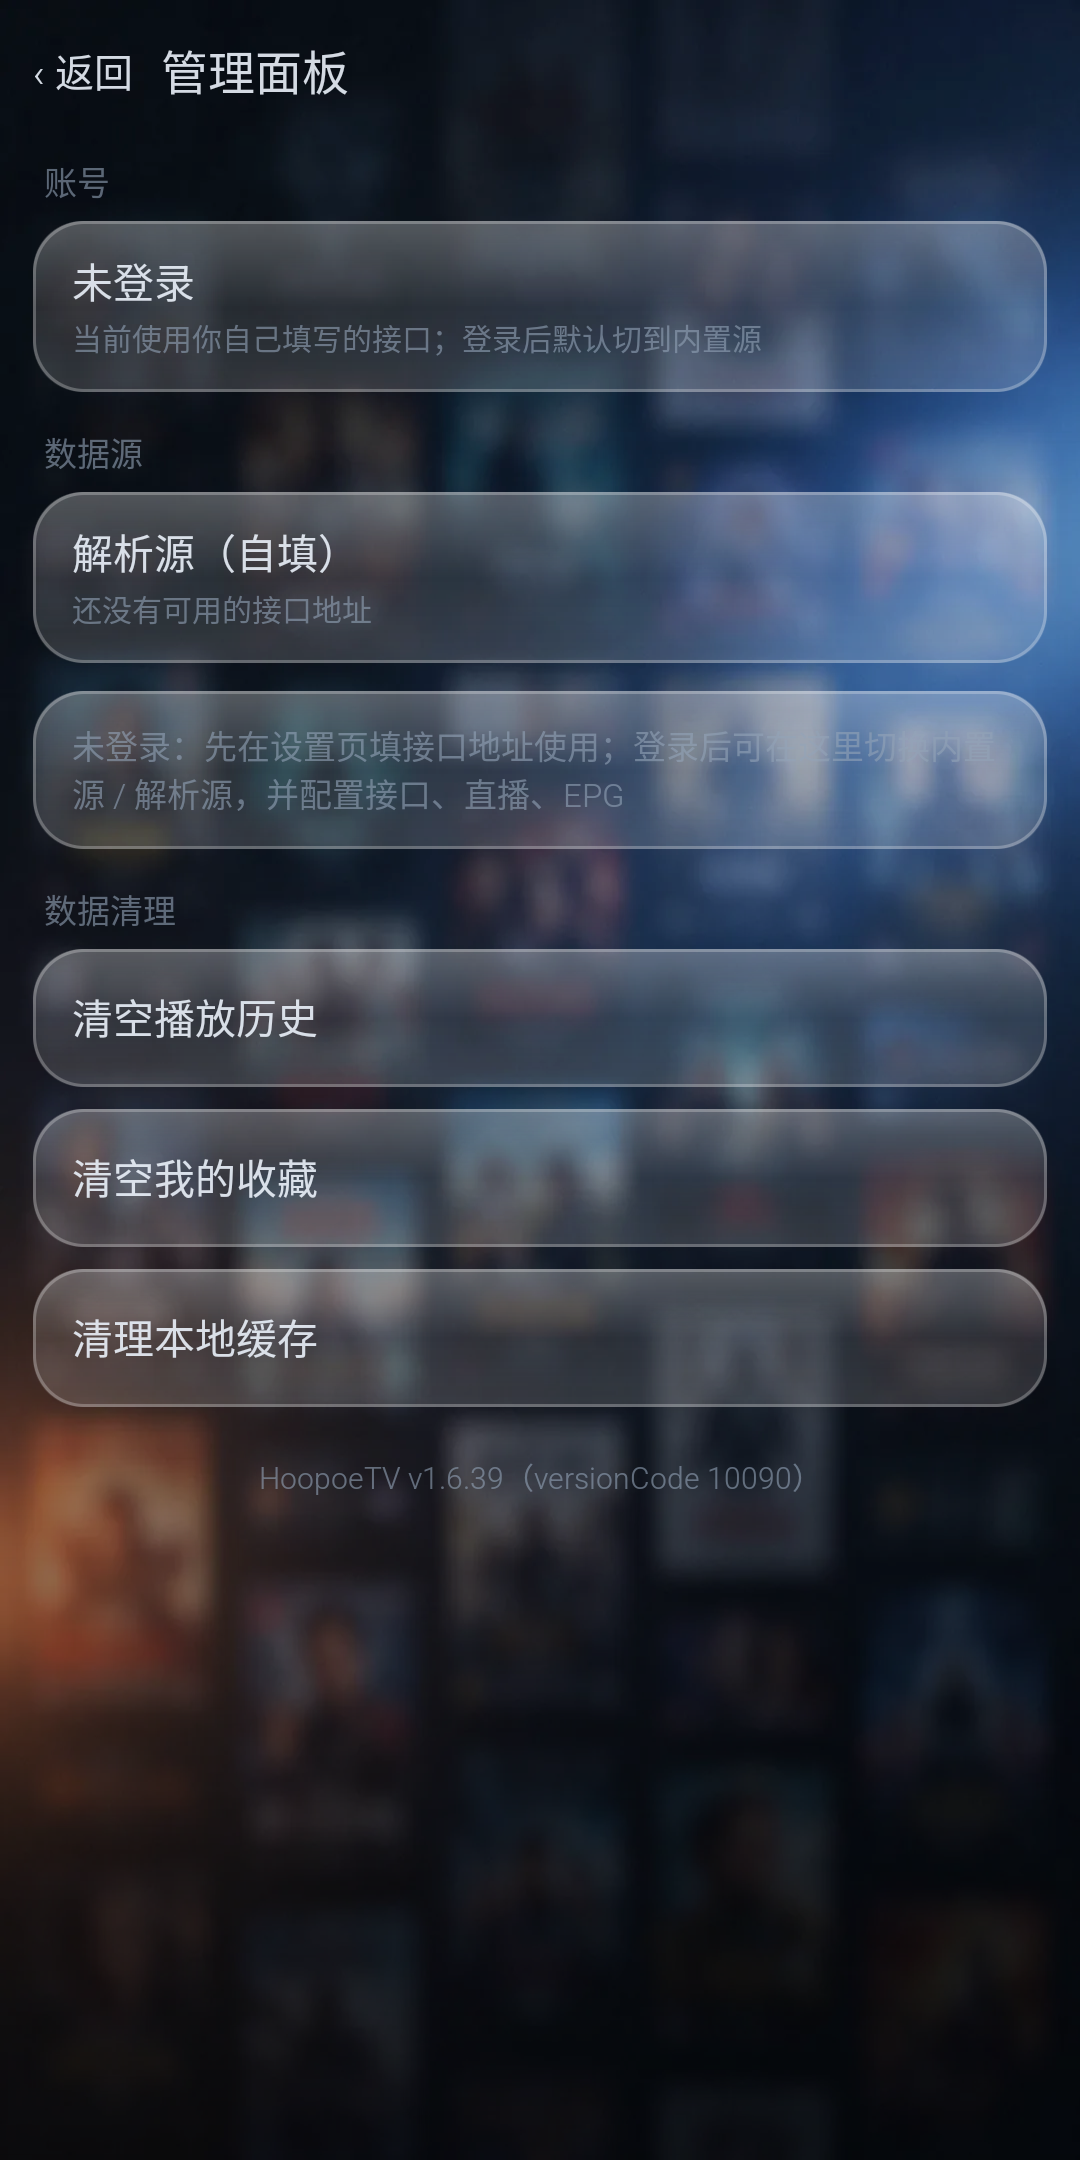 ‹ 返回 管理面板
账号
未登录
当前使用你自己填写的接口；登录后默认切到内置源
数据源
解析源（自填）
还没有可用的接口地址
未登录：先在设置页填接口地址使用；登录后可在这里切换内置
源 / 解析源，并配置接口、直播、EPG
数据清理
清空播放历史
清空我的收藏
清理本地缓存
HoopoeTV v1.6.39（versionCode 10090）